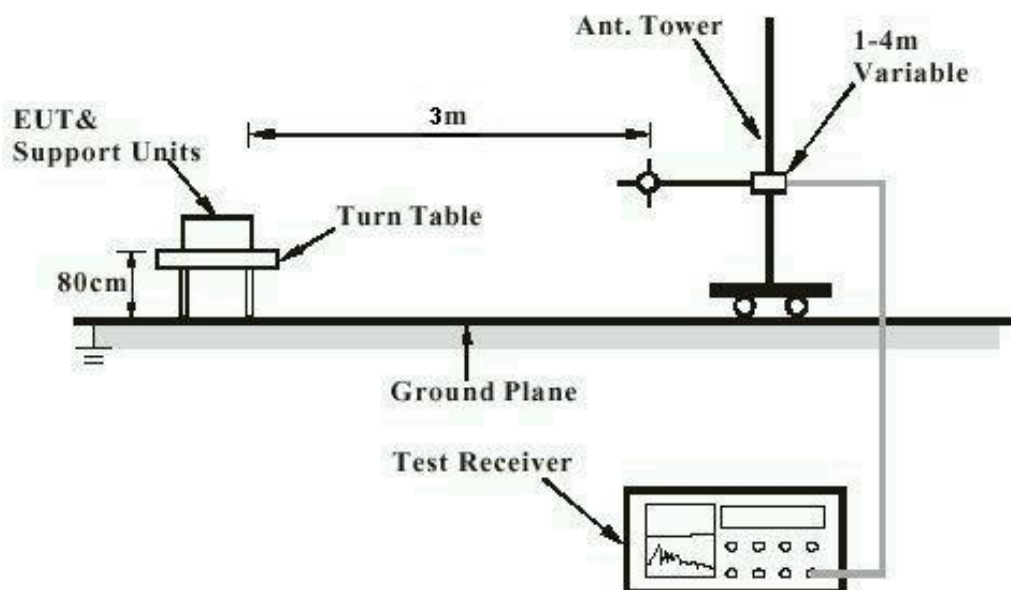 Ant. Tower
1-4m
Variable
3m
EUT&
Support Units
Turn Table
80cm
Ground Plane
Test Receiver